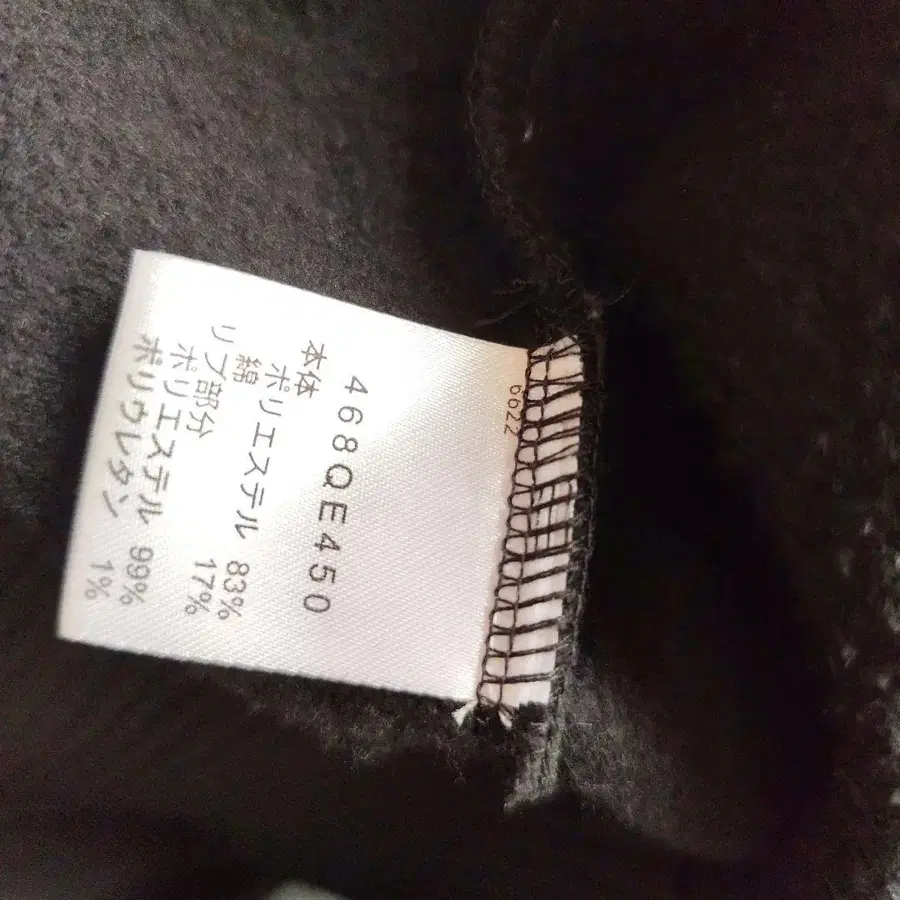 6622
468QE450
本体
ポリエステル 83%
綿 17%
リブ部分
ポリエステル 99%
ポリウレタン 1%